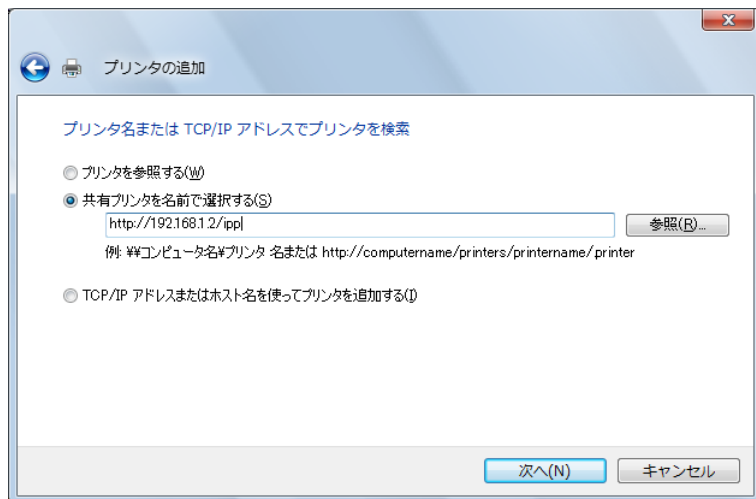 プリンタの追加
プリンタ名または TCP/IP アドレスでプリンタを検索
プリンタを参照する(W)
共有プリンタを名前で選択する(S)
http://192.168.1.2/ipp
参照(R)...
例: ¥¥コンピュータ名¥プリンタ 名または http://computername/printers/printername/.printer
TCP/IP アドレスまたはホスト名を使ってプリンタを追加する(I)
次へ(N)
キャンセル